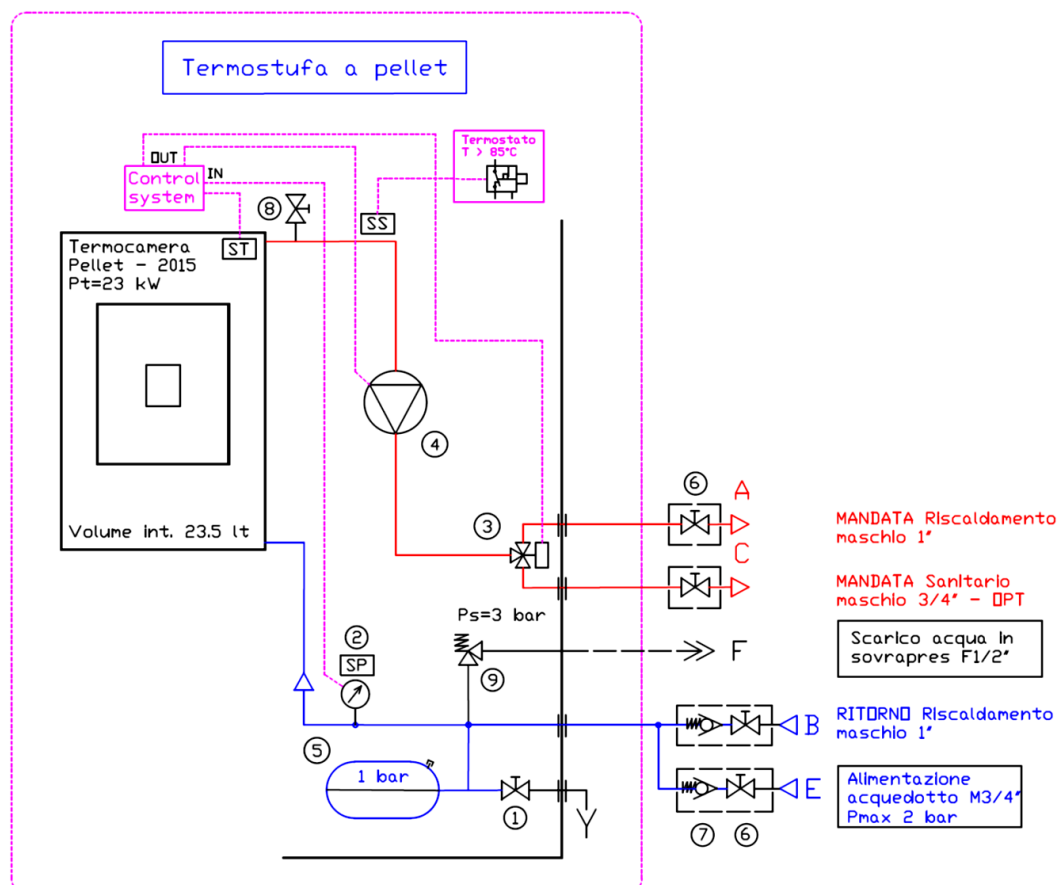 Termostufa a pellet
Termostato
T > 85°C
OUT
IN
Control
system
8
SS
Termocamera
ST
Pellet - 2015
Pt=23 kW
4
Volume int. 23.5 lt
3
6
A
C
MANDATA Riscaldamento
maschio 1"
MANDATA Sanitario
maschio 3/4" - OPT
Ps=3 bar
2
SP
9
F
Scarico acqua in
sovrapres F1/2"
B
RITORNO Riscaldamento
maschio 1"
5
1 bar
1
E
Alimentazione
acquedotto M3/4"
Pmax 2 bar
7
6